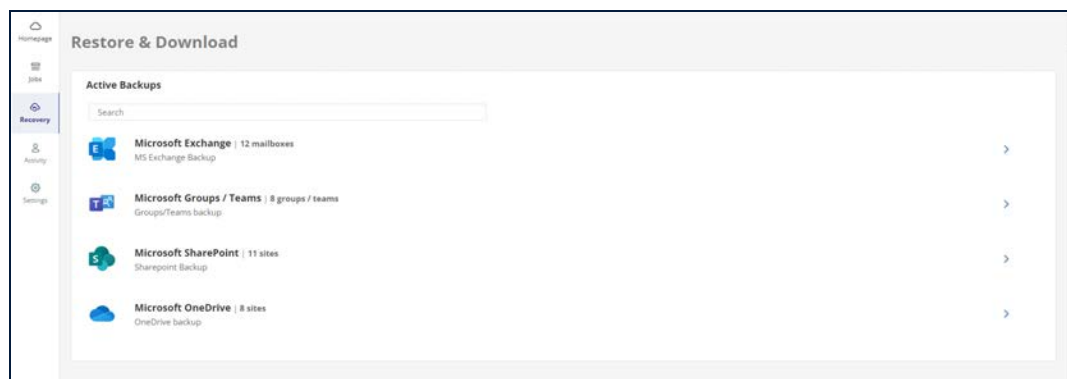 Homepage
Jobs
Recovery
Activity
Settings
Restore & Download
Active Backups
Search
Microsoft Exchange | 12 mailboxes
MS Exchange Backup
Microsoft Groups / Teams | 8 groups / teams
Groups/Teams backup
Microsoft SharePoint | 11 sites
Sharepoint Backup
Microsoft OneDrive | 8 sites
OneDrive backup